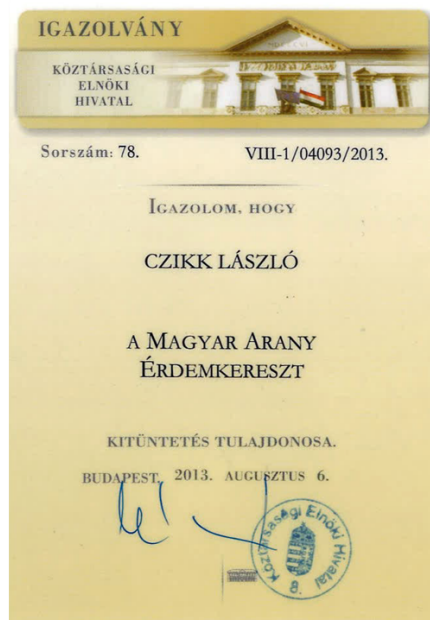 IGAZOLVÁNY
KÖZTÁRSASÁGI
ELNÖKI
HIVATAL
Sorszám: 78. VIII-1/04093/2013.
IGAZOLOM, HOGY
CZIKK LÁSZLÓ
A MAGYAR ARANY
ÉRDEMKERESZT
KITÜNTETÉS TULAJDONOSA.
BUDAPEST, 2013. AUGUSZTUS 6.
Köztársasági Elnöki Hivatal
8.